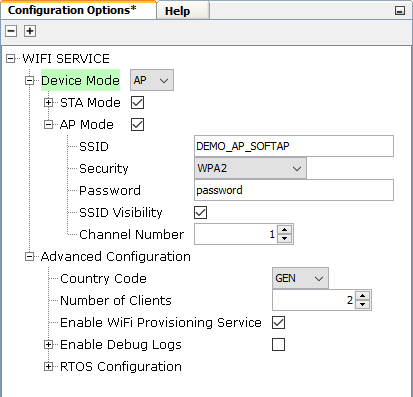 Configuration Options* Help
WIFI SERVICE
Device Mode AP
STA Mode
AP Mode
SSID DEMO_AP_SOFTAP
Security WPA2
Password password
SSID Visibility
Channel Number 1
Advanced Configuration
Country Code GEN
Number of Clients 2
Enable WiFi Provisioning Service
Enable Debug Logs
RTOS Configuration